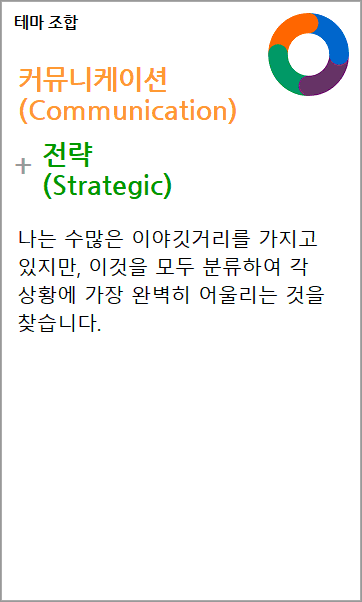 테마 조합
커뮤니케이션
(Communication)
+ 전략
(Strategic)
나는 수많은 이야깃거리를 가지고
있지만, 이것을 모두 분류하여 각
상황에 가장 완벽히 어울리는 것을
찾습니다.